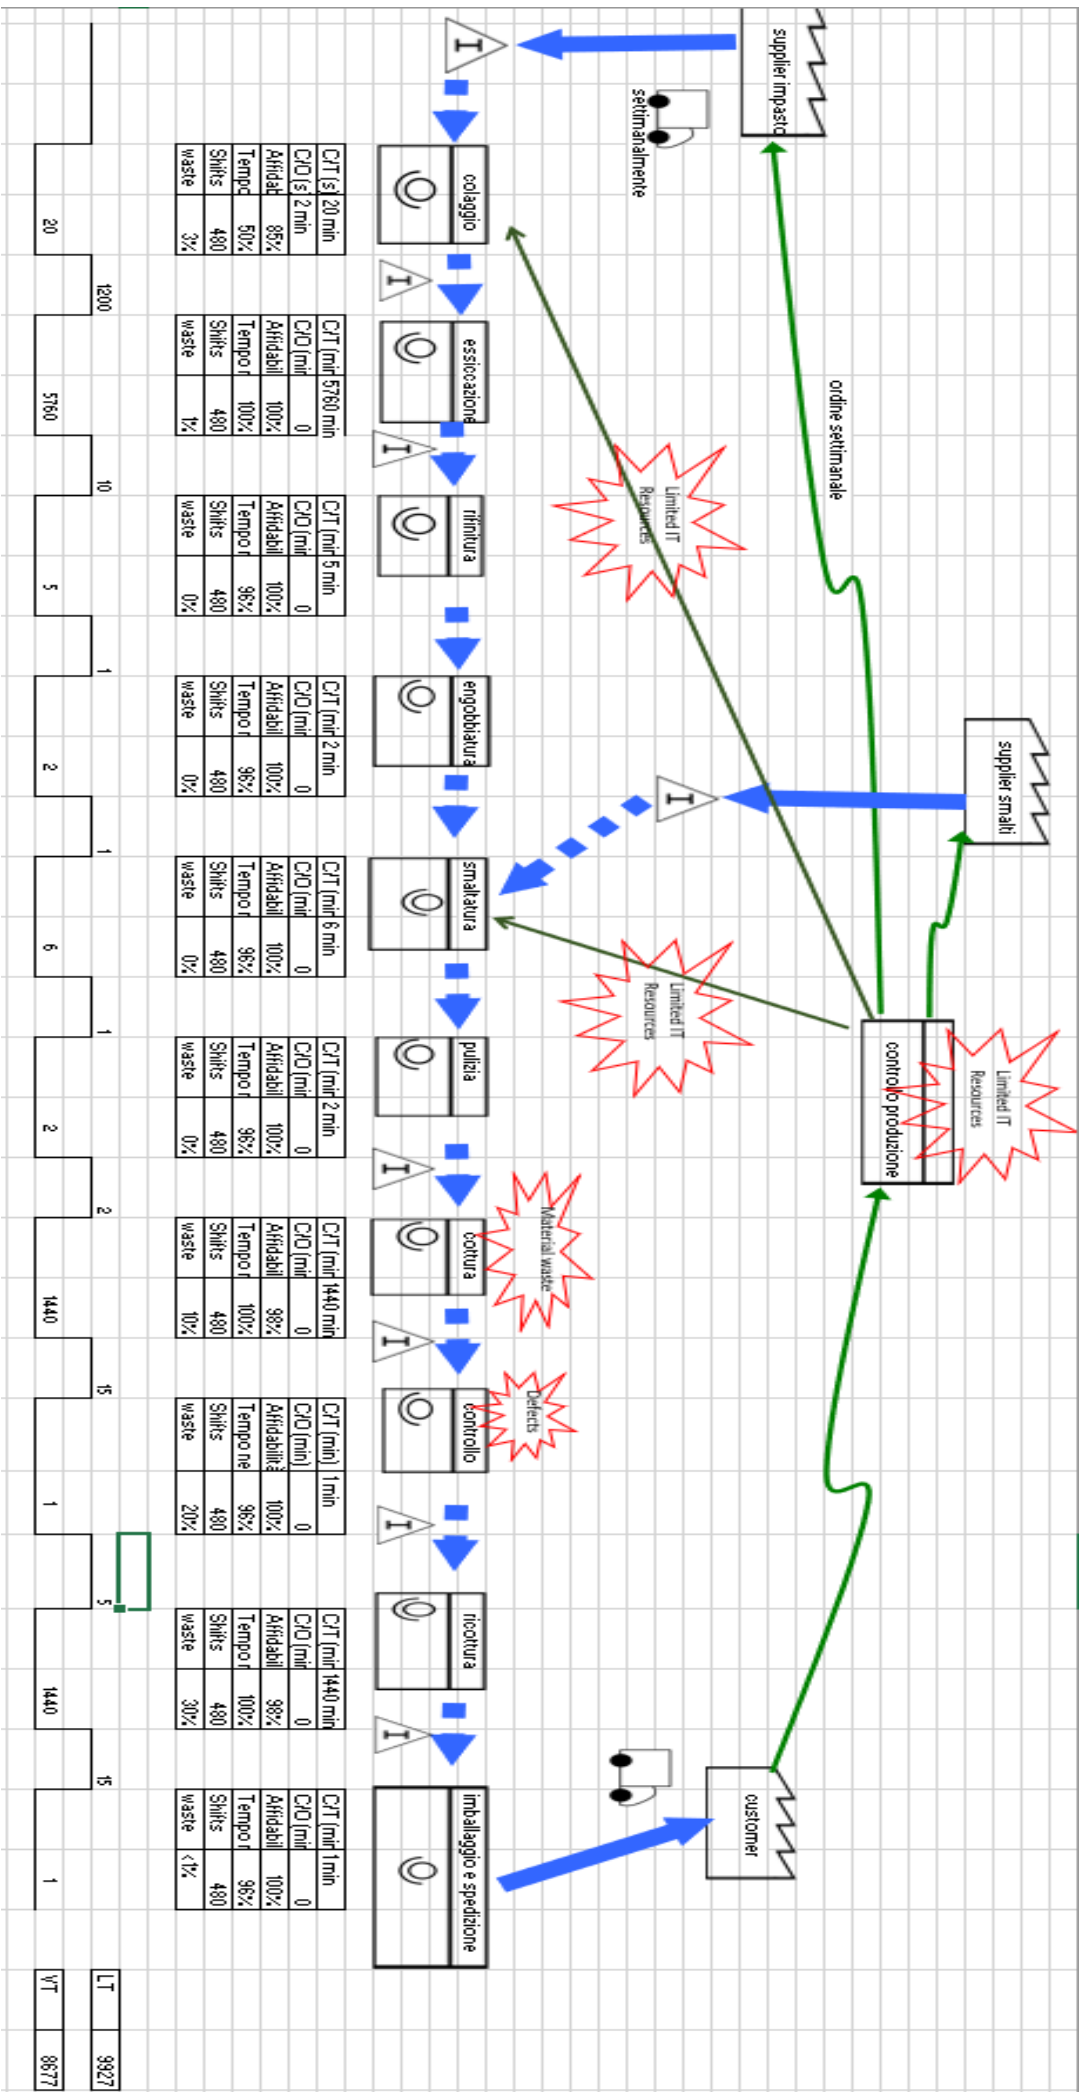 supplier impasto
settimanalmente
ordine settimanale
supplier smalti
Limited IT
Resources
controllo produzione
customer
Limited IT
Resources
Limited IT
Resources
Material waste
Defects
I
I
I
I
I
I
I
I
colaggio
essiccazione
rifinitura
engobbiatura
smaltatura
pulizia
cottura
controllo
ricottura
imballaggio e spedizione
C/T (s) 20 min
C/O (s) 2 min
Affidab 85%
Tempo 50%
Shifts 480
waste 3%
C/T (min 5760 min
C/O (min 0
Affidabil 100%
Tempo r 100%
Shifts 480
waste 1%
C/T (min 5 min
C/O (min 0
Affidabil 100%
Tempo r 96%
Shifts 480
waste 0%
C/T (min 2 min
C/O (min 0
Affidabil 100%
Tempo r 96%
Shifts 480
waste 0%
C/T (min 6 min
C/O (min 0
Affidabil 100%
Tempo r 96%
Shifts 480
waste 0%
C/T (min 2 min
C/O (min 0
Affidabil 100%
Tempo r 96%
Shifts 480
waste 0%
C/T (min 1440 min
C/O (min 0
Affidabil 98%
Tempo r 100%
Shifts 480
waste 10%
C/T (min) 1 min
C/O (min) 0
Affidabilità 100%
Tempo ne 96%
Shifts 480
waste 20%
C/T (min 1440 min
C/O (min 0
Affidabil 98%
Tempo r 100%
Shifts 480
waste 30%
C/T (min 1 min
C/O (min 0
Affidabil 100%
Tempo r 96%
Shifts 480
waste <1%
1200 10 1 1 1 2 15 5 15
LT 9927
20 5760 5 2 6 2 1440 1 1440 1
VT 8677